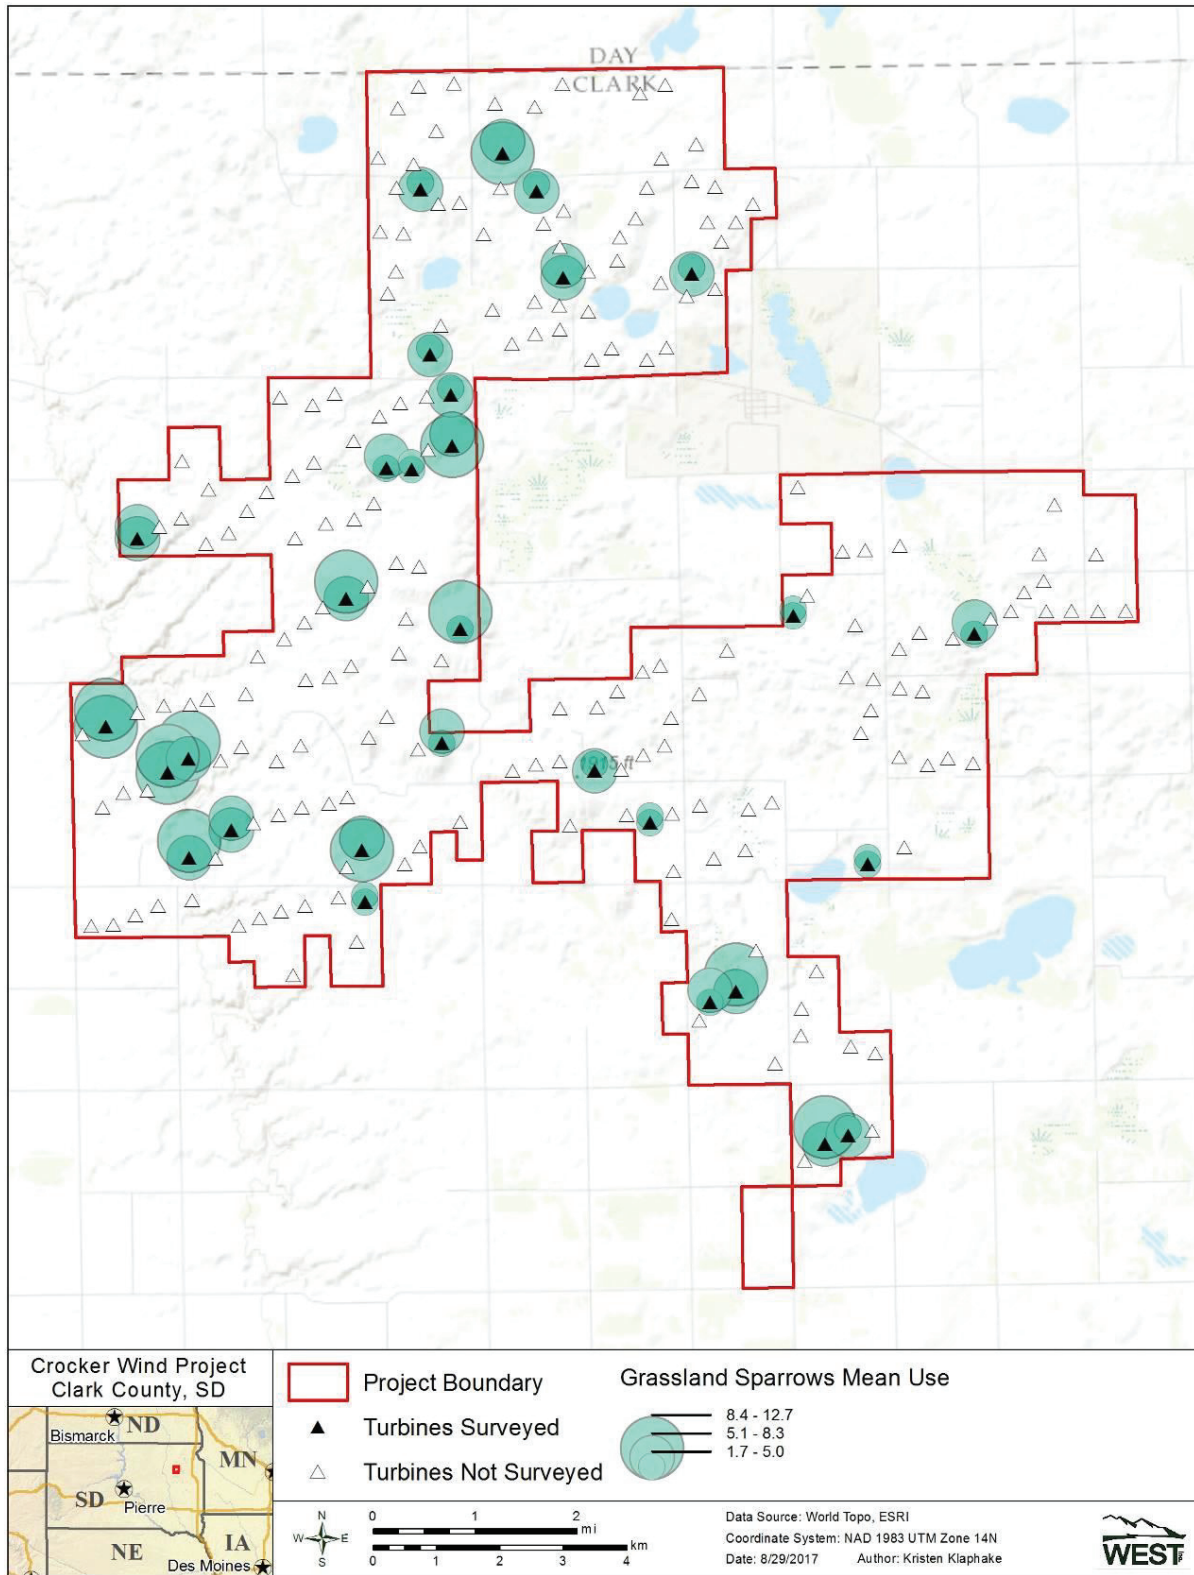 DAY
CLARK
1915 ft
Crocker Wind Project
Clark County, SD
ND
Bismarck
MN
SD
Pierre
IA
NE
Des Moines
Project Boundary
Turbines Surveyed
Turbines Not Surveyed
Grassland Sparrows Mean Use
8.4 - 12.7
5.1 - 8.3
1.7 - 5.0
N
W E
S
0 1 2
mi
0 1 2 3 4
km
Data Source: World Topo, ESRI
Coordinate System: NAD 1983 UTM Zone 14N
Date: 8/29/2017 Author: Kristen Klaphake
WEST